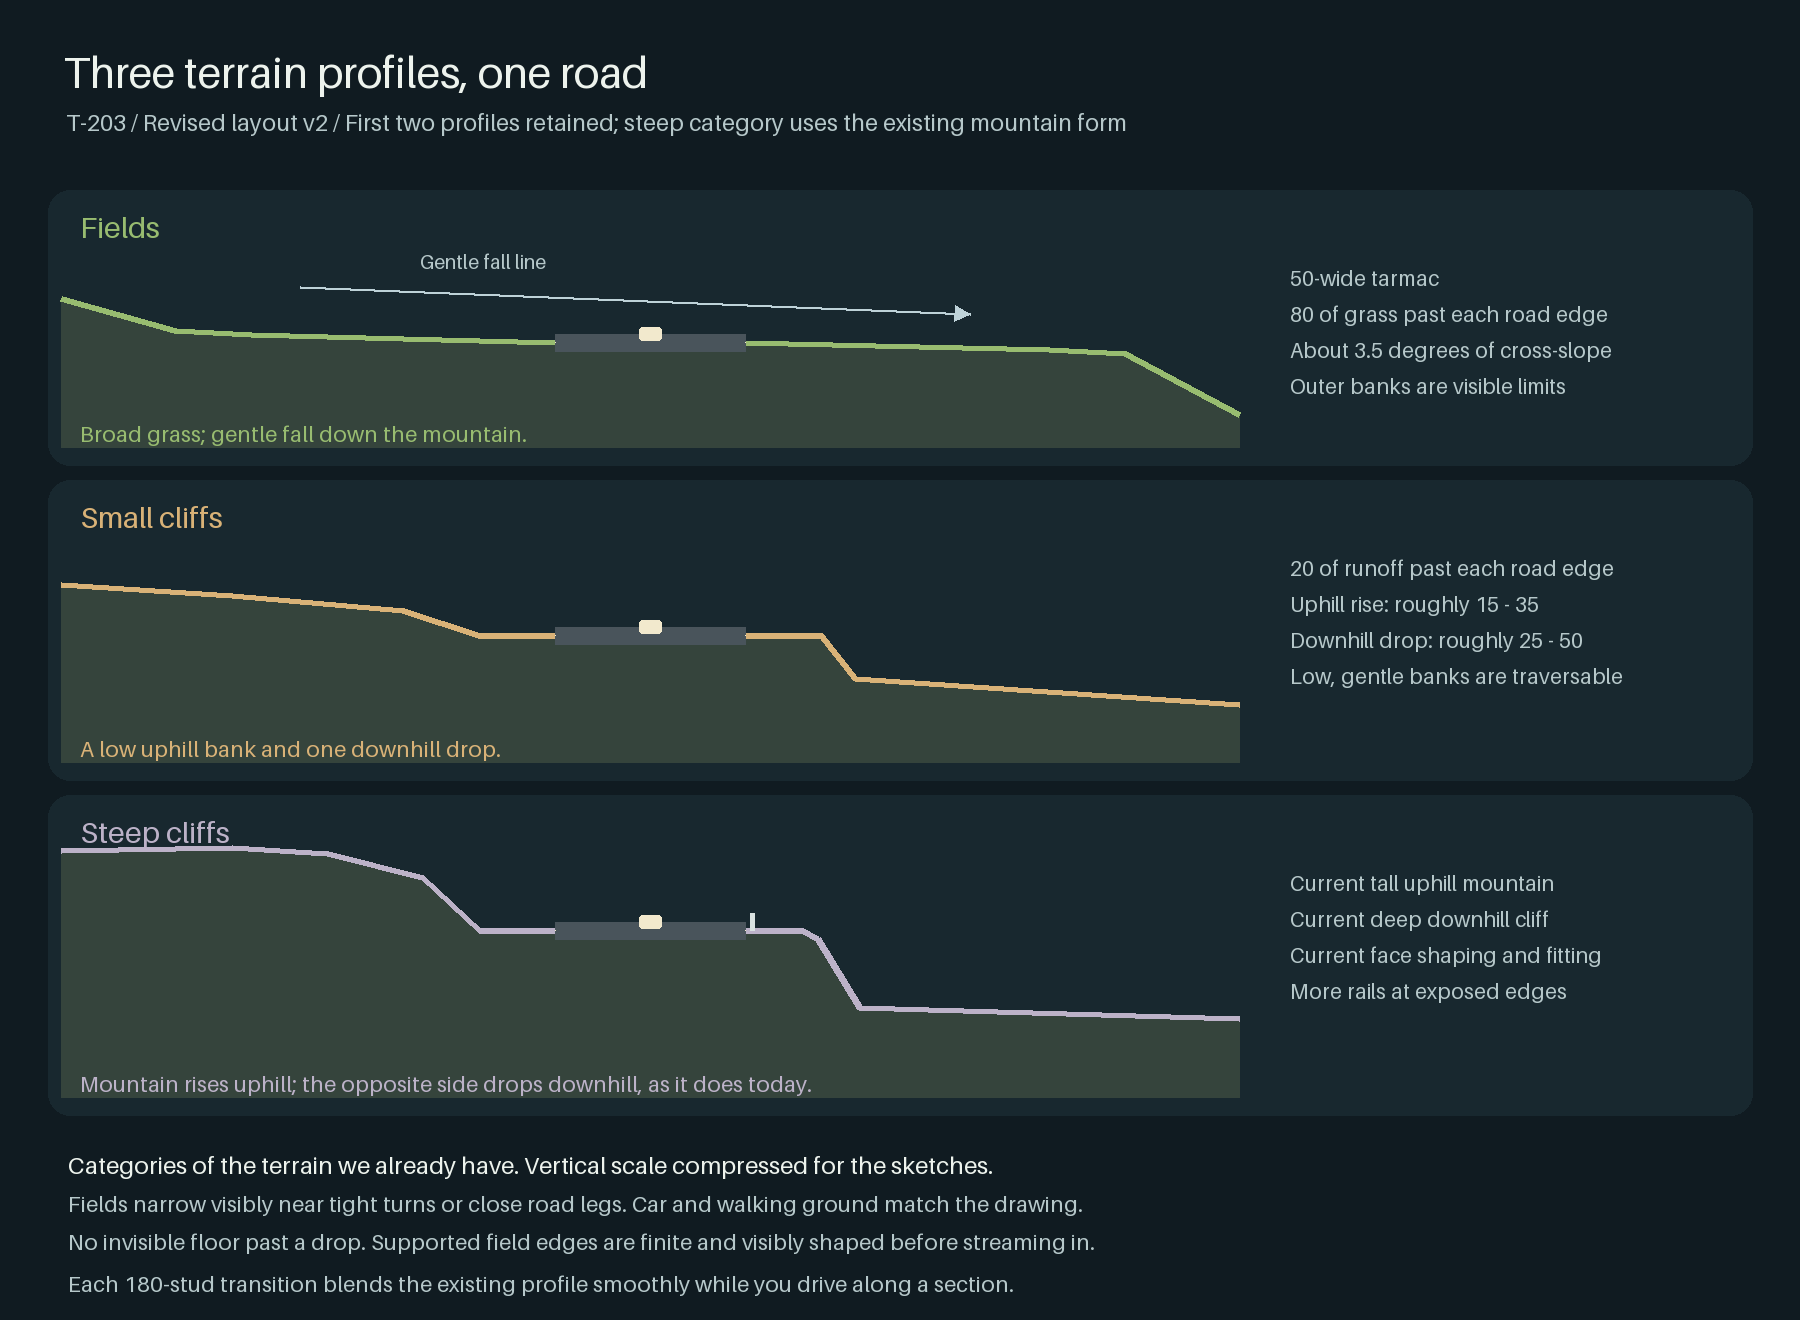 Three terrain profiles, one road
T-203 / Revised layout v2 / First two profiles retained; steep category uses the existing mountain form
Fields
Gentle fall line
50-wide tarmac
80 of grass past each road edge
About 3.5 degrees of cross-slope
Outer banks are visible limits
Broad grass; gentle fall down the mountain.
Small cliffs
20 of runoff past each road edge
Uphill rise: roughly 15 - 35
Downhill drop: roughly 25 - 50
Low, gentle banks are traversable
A low uphill bank and one downhill drop.
Steep cliffs
Current tall uphill mountain
Current deep downhill cliff
Current face shaping and fitting
More rails at exposed edges
Mountain rises uphill; the opposite side drops downhill, as it does today.
Categories of the terrain we already have. Vertical scale compressed for the sketches.
Fields narrow visibly near tight turns or close road legs. Car and walking ground match the drawing.
No invisible floor past a drop. Supported field edges are finite and visibly shaped before streaming in.
Each 180-stud transition blends the existing profile smoothly while you drive along a section.